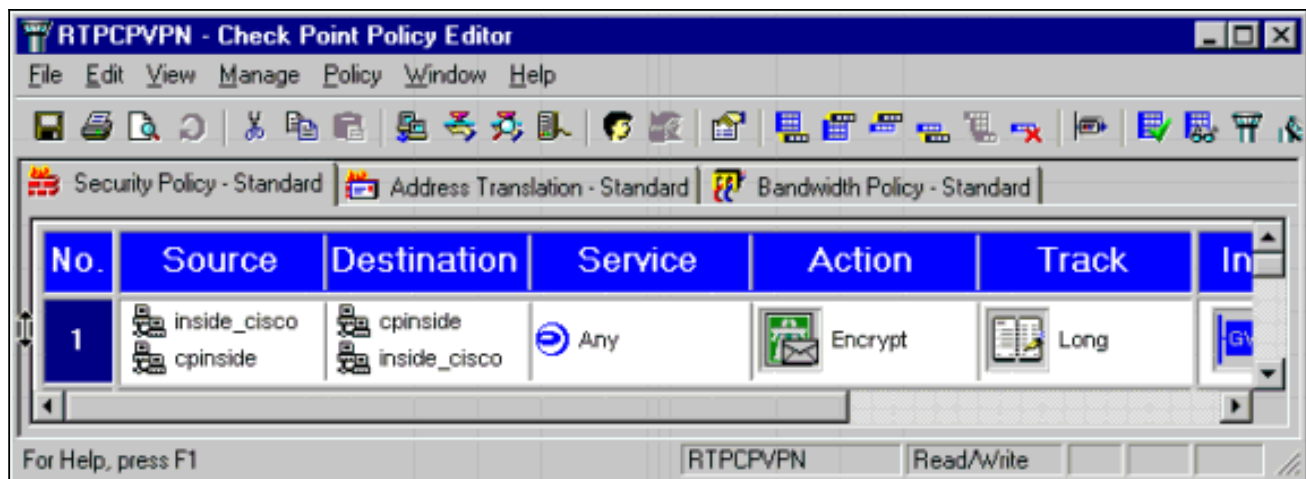 RTPCPVPN - Check Point Policy Editor
File Edit View Manage Policy Window Help
Security Policy - Standard Address Translation - Standard Bandwidth Policy - Standard
No. Source Destination Service Action Track In
1 inside_cisco cpinside Any Encrypt Long GW
cpinside inside_cisco
For Help, press F1 RTPCPVPN Read/Write